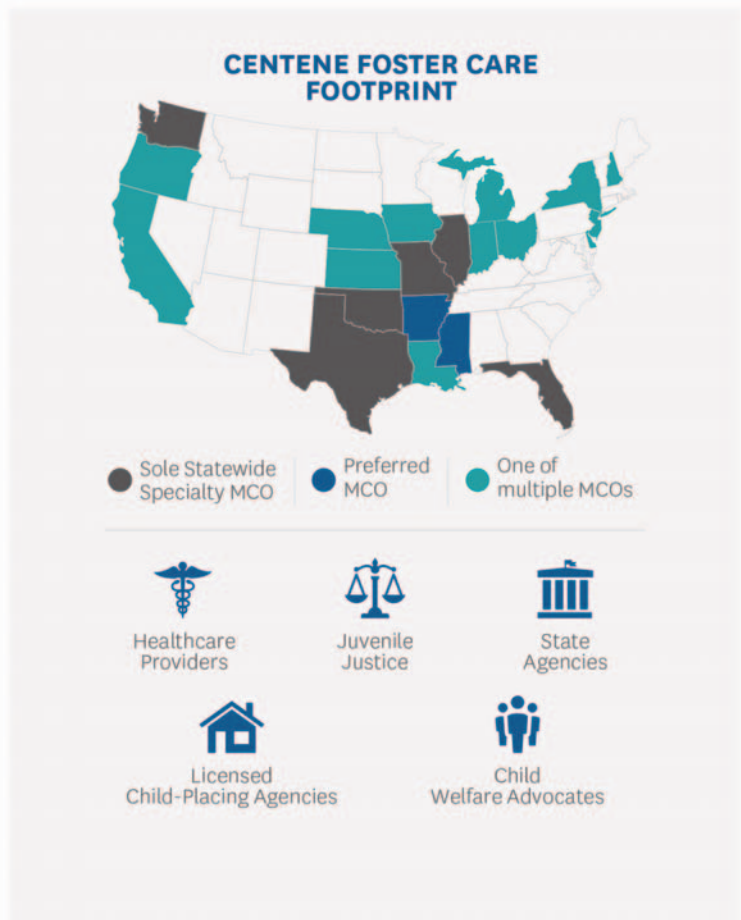 CENTENE FOSTER CARE
FOOTPRINT
Sole Statewide
Specialty MCO
Preferred
MCO
One of
multiple MCOs
Healthcare
Providers
Juvenile
Justice
State
Agencies
Licensed
Child-Placing Agencies
Child
Welfare Advocates